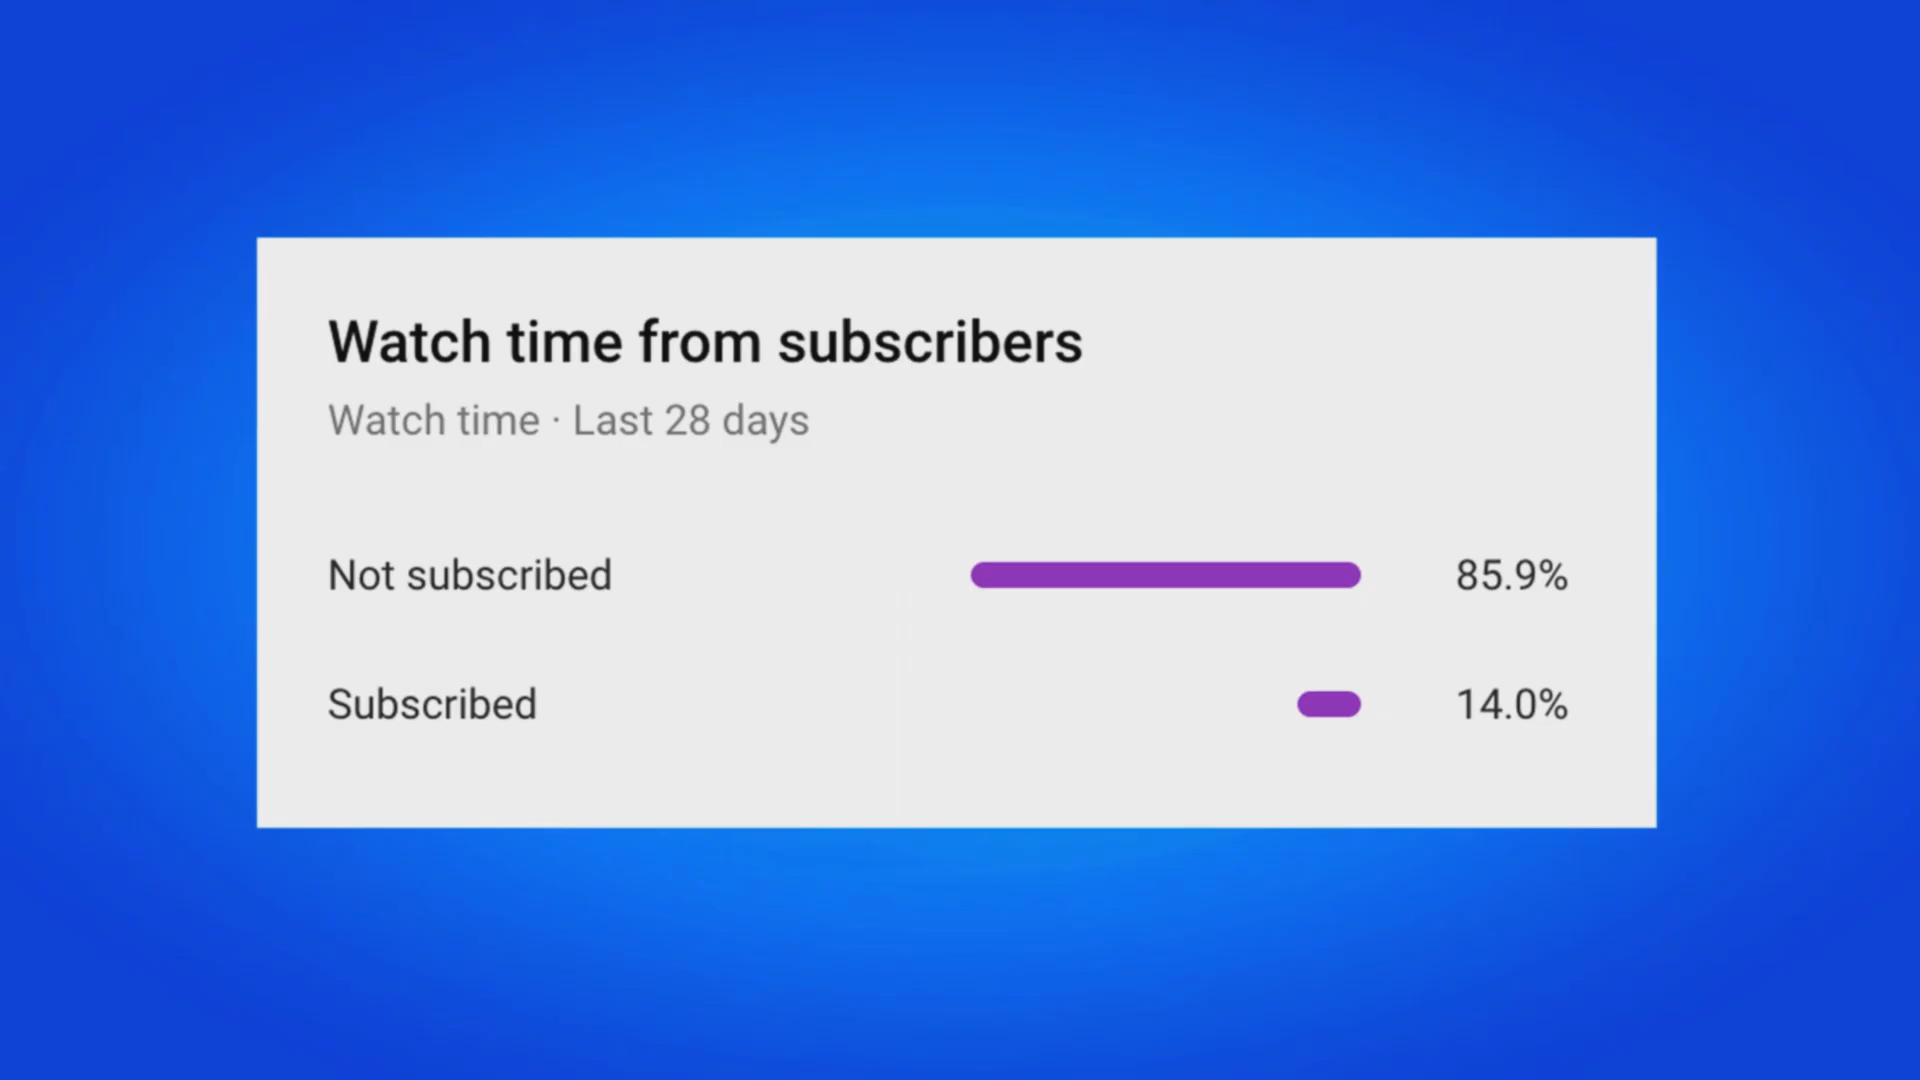 Watch time from subscribers
Watch time · Last 28 days
Not subscribed 85.9%
Subscribed 14.0%